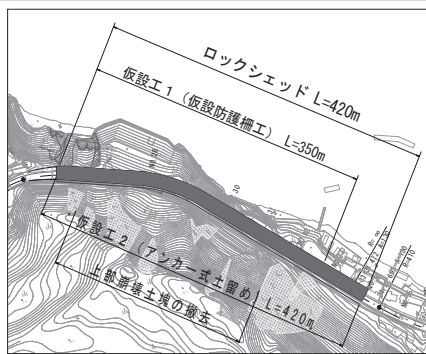 ロックシェッド L=420m
仮設工1（仮設防護柵工） L=350m
30
仮設工2（アンカー式土留め）L=420m
上部崩壊土塊の撤去